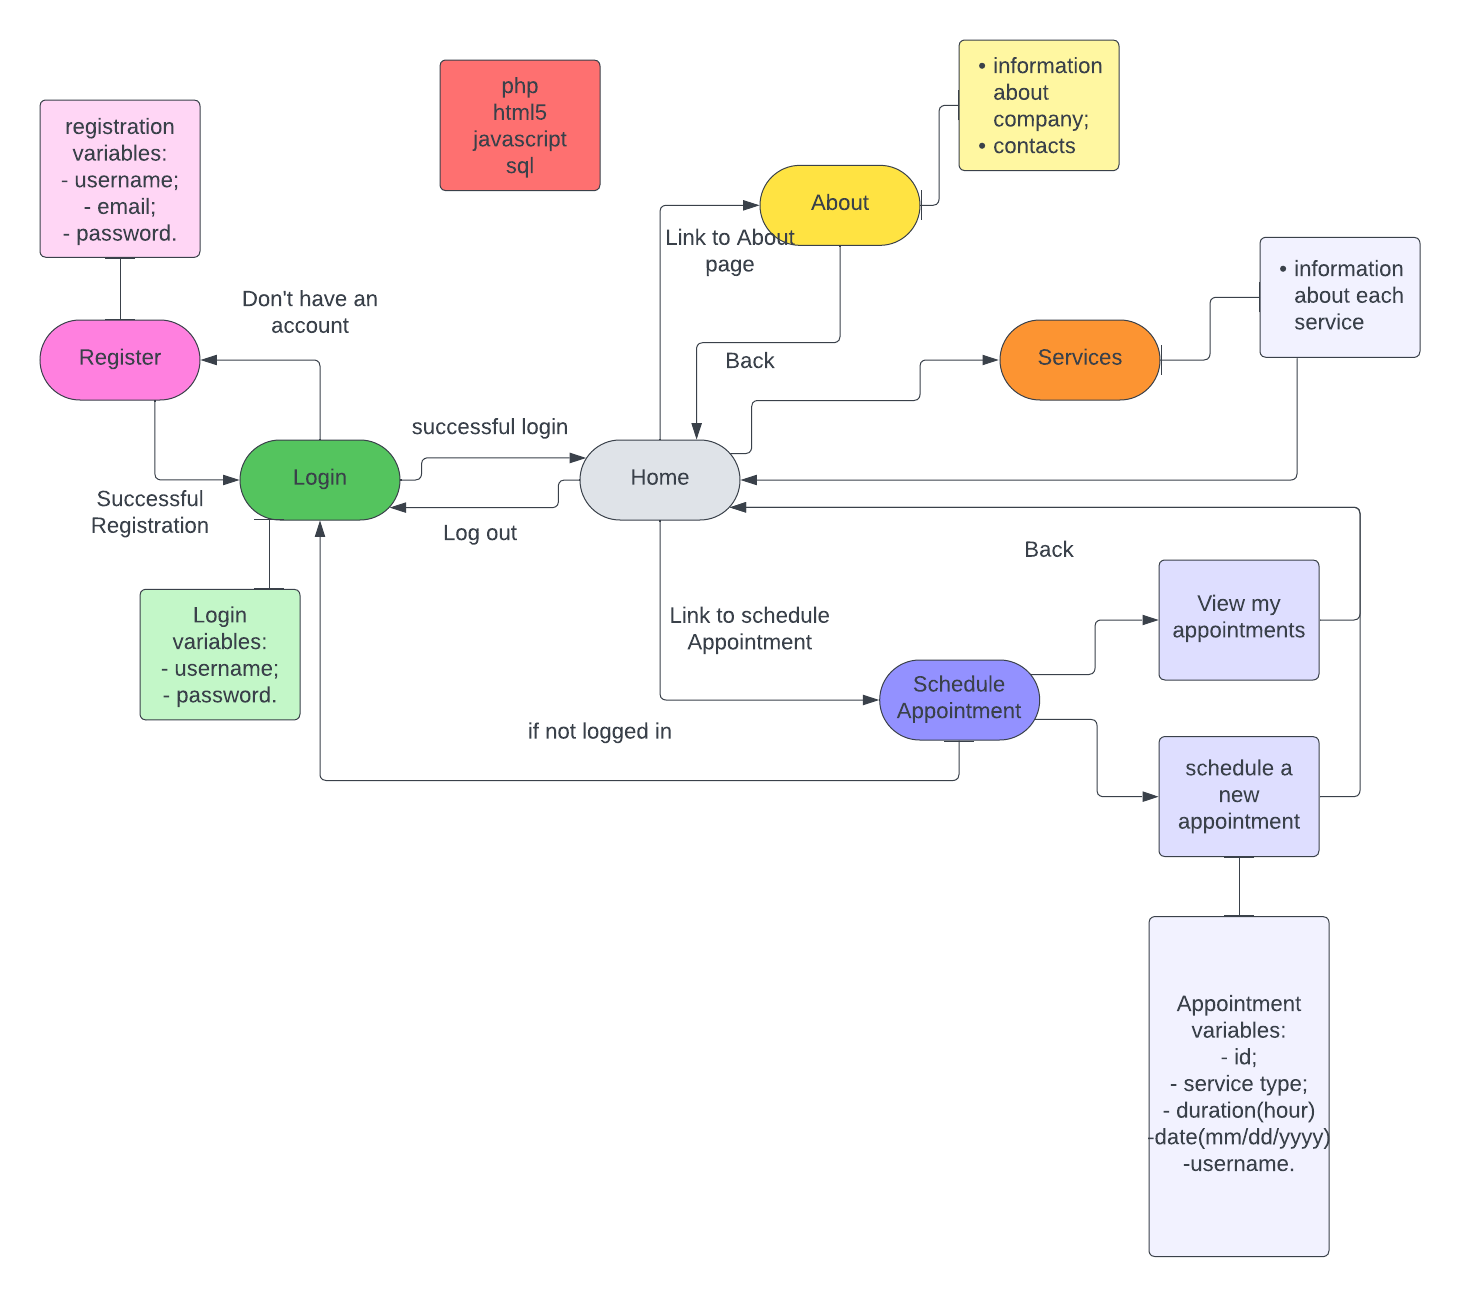 php
html5
javascript
sql
• information
about
company;
• contacts
registration
variables:
- username;
- email;
- password.
About
Link to About
page
• information
about each
service
Don't have an
account
Register
Back
Services
successful login
Login
Home
Successful
Registration
Log out
Back
Login
variables:
- username;
- password.
Link to schedule
Appointment
View my
appointments
Schedule
Appointment
if not logged in
schedule a
new
appointment
Appointment
variables:
- id;
- service type;
- duration(hour)
-date(mm/dd/yyyy)
-username.